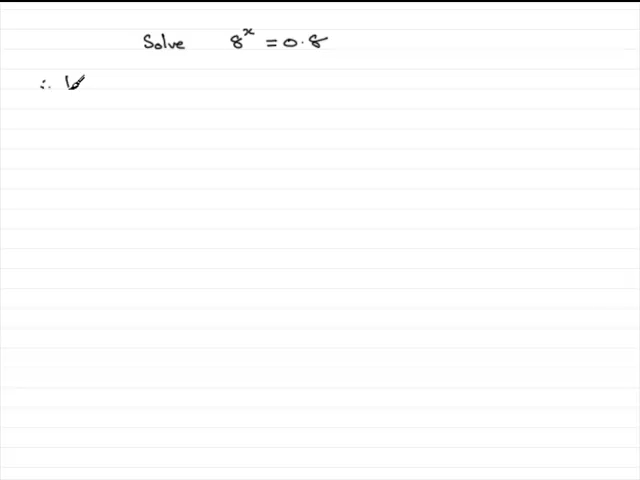 Solve 8^x = 0.8
∴